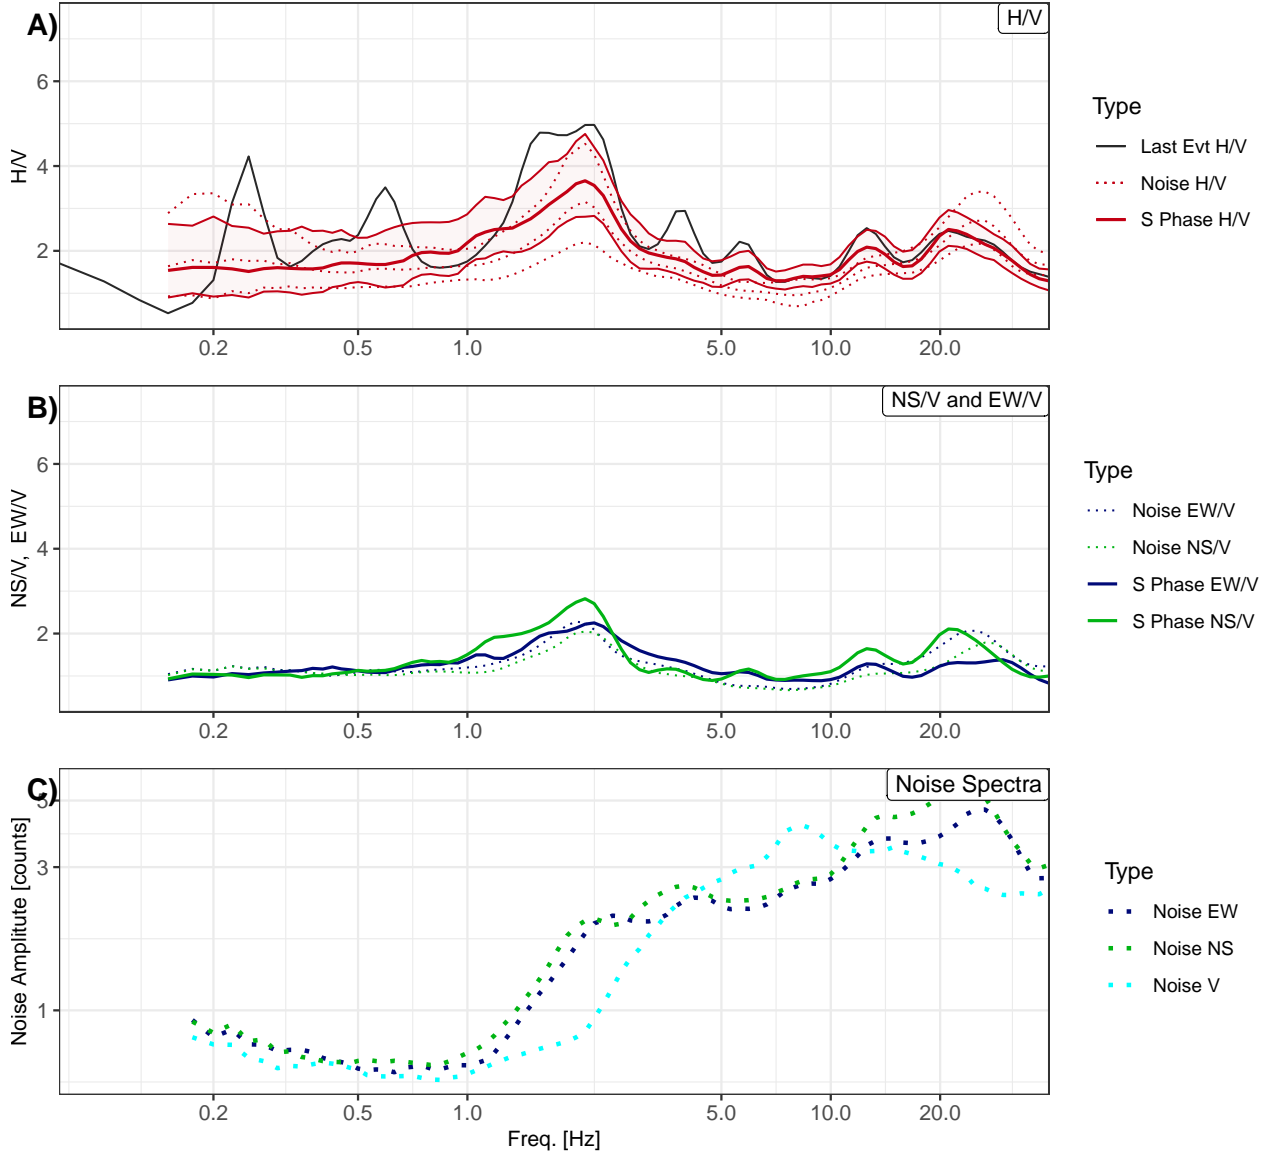 A)
H/V
6
4
2
H/V
0.2 0.5 1.0 5.0 10.0 20.0
Type
Last Evt H/V
Noise H/V
S Phase H/V
B)
NS/V and EW/V
6
4
2
NS/V, EW/V
0.2 0.5 1.0 5.0 10.0 20.0
Type
Noise EW/V
Noise NS/V
S Phase EW/V
S Phase NS/V
C)
Noise Spectra
5
3
1
Noise Amplitute [counts]
0.2 0.5 1.0 5.0 10.0 20.0
Freq. [Hz]
Type
Noise EW
Noise NS
Noise V